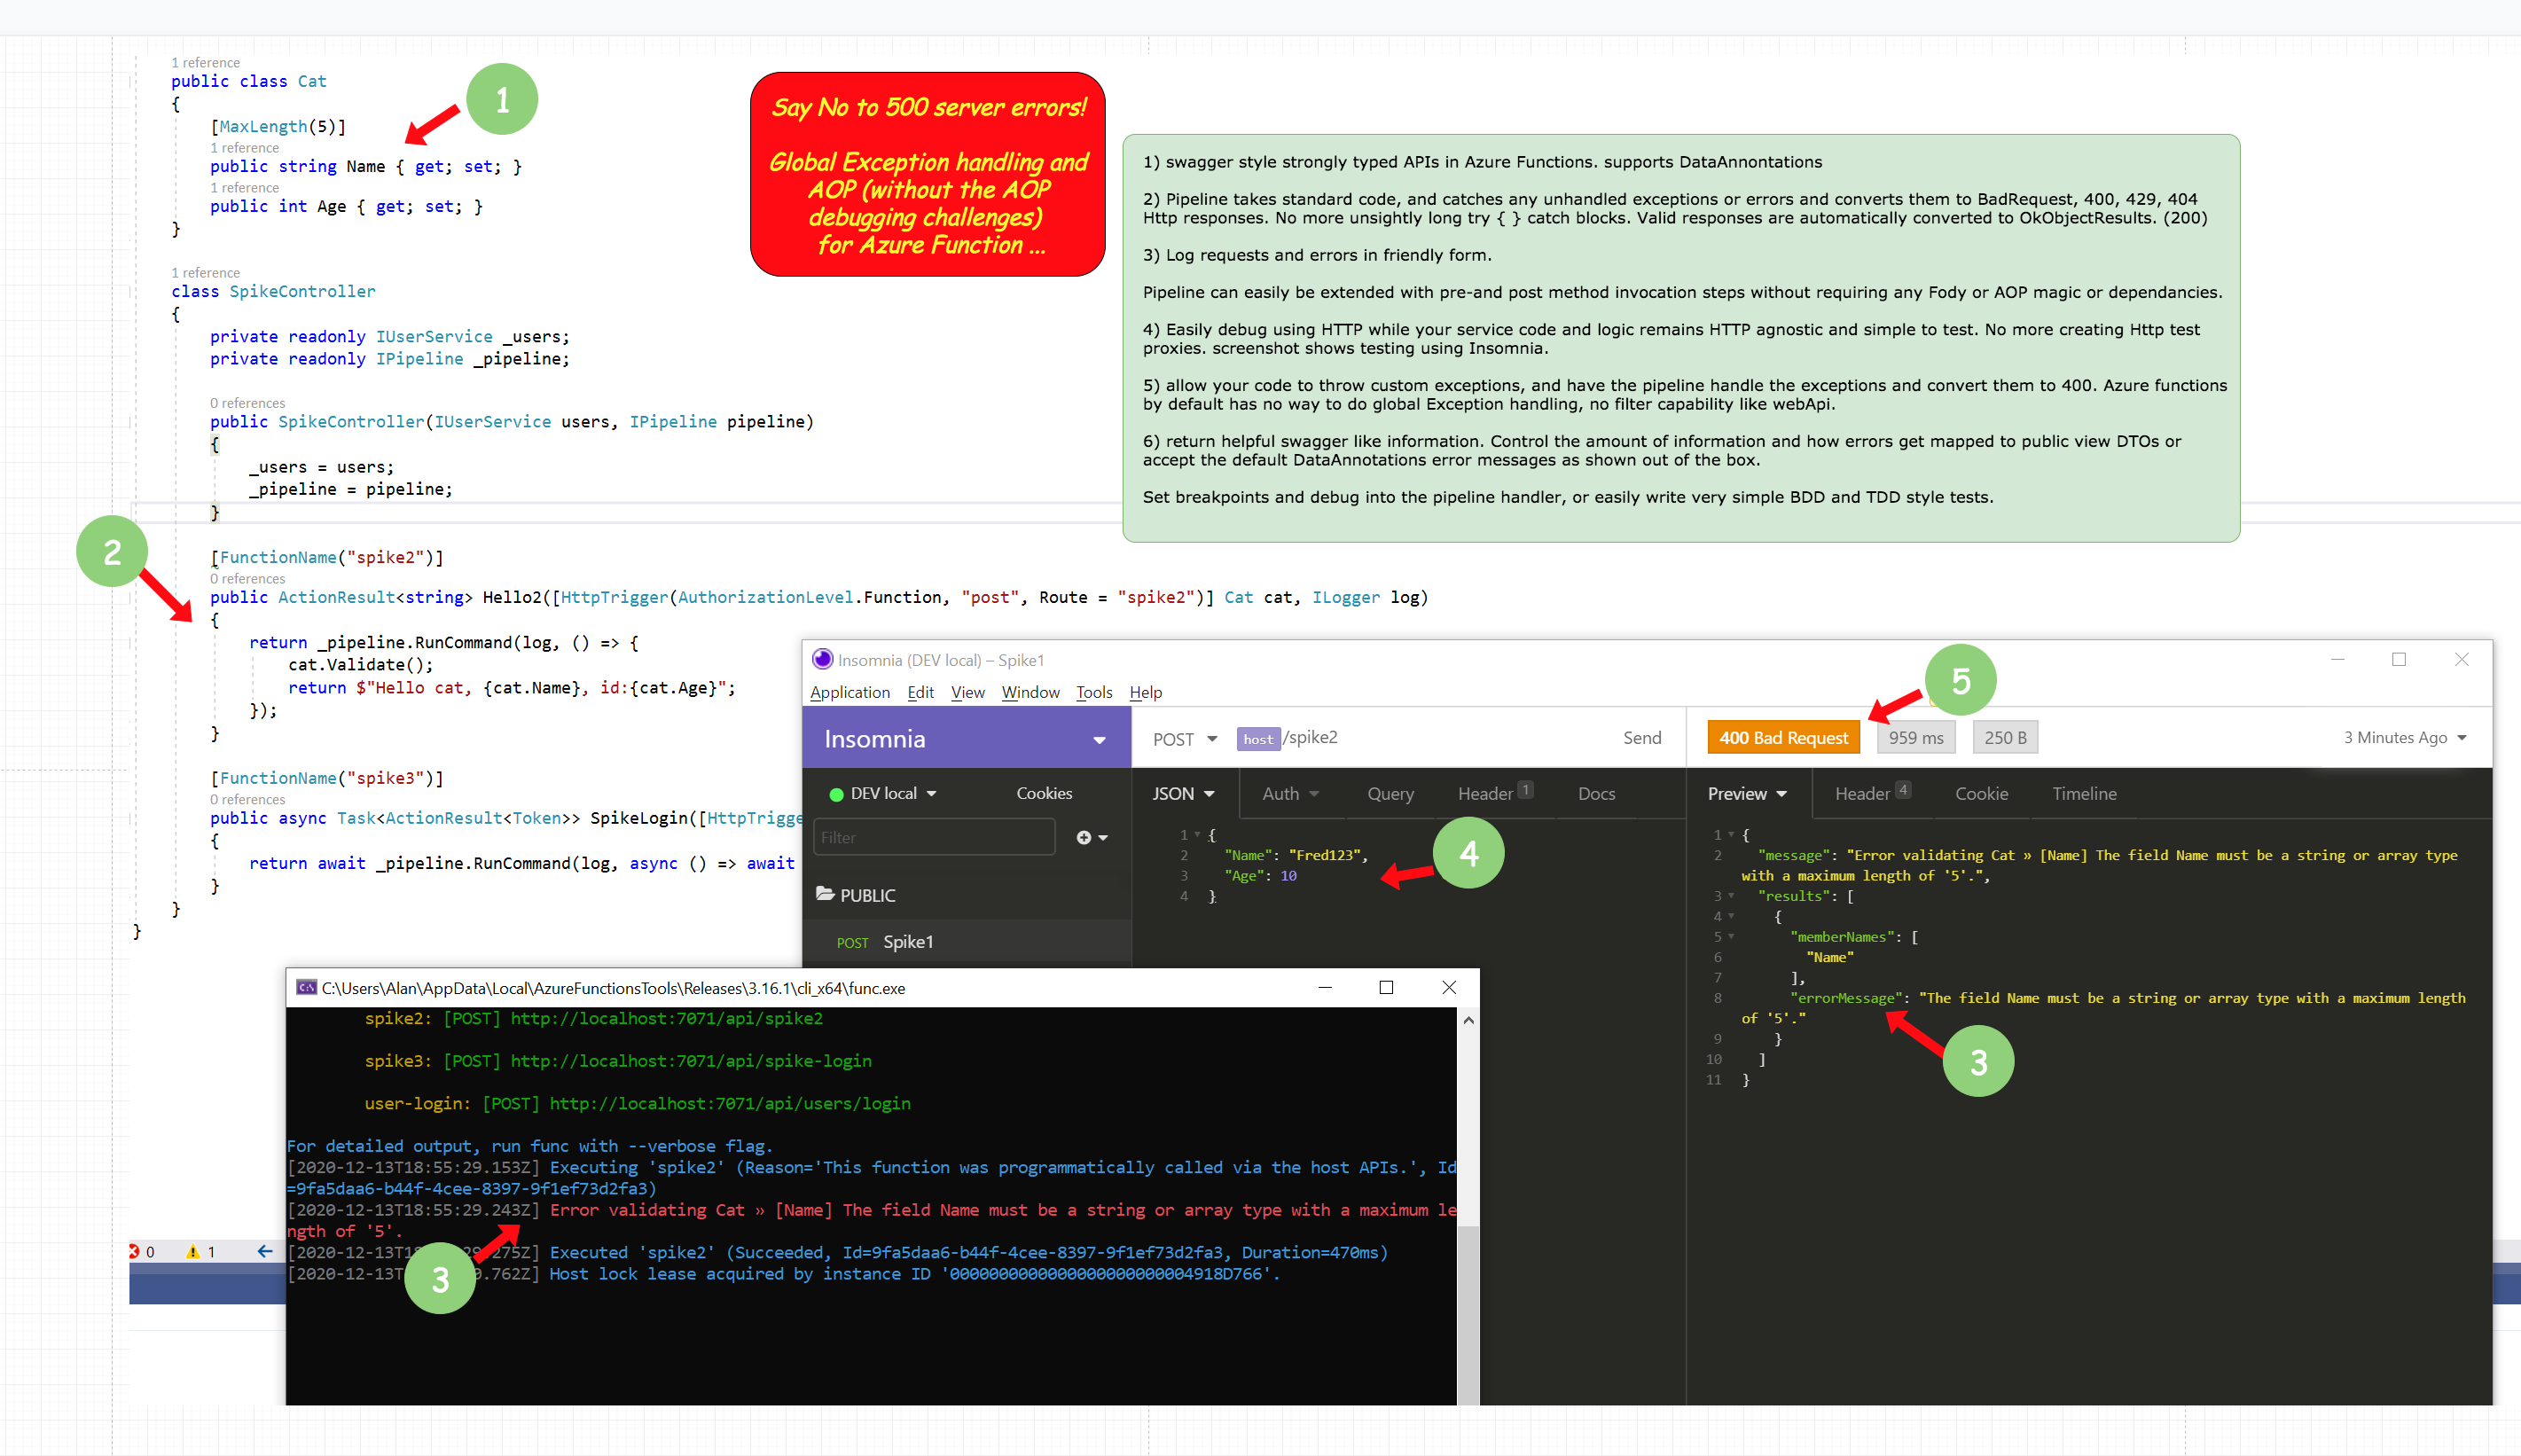 1 reference
public class Cat
{
[MaxLength(5)]
1 reference
public string Name { get; set; }
1 reference
public int Age { get; set; }
}
1 reference
class SpikeController
{
private readonly IUserService _users;
private readonly IPipeline _pipeline;
0 references
public SpikeController(IUserService users, IPipeline pipeline)
{
_users = users;
_pipeline = pipeline;
}
[FunctionName("spike2")]
0 references
public ActionResult<string> Hello2([HttpTrigger(AuthorizationLevel.Function, "post", Route = "spike2")] Cat cat, ILogger log)
{
return _pipeline.RunCommand(log, () => {
cat.Validate();
return $"Hello cat, {cat.Name}, id:{cat.Age}";
});
}
[FunctionName("spike3")]
0 references
public async Task<ActionResult<Token>> SpikeLogin([HttpTrigge
{
return await _pipeline.RunCommand(log, async () => await
}
}
}
1
2
Say No to 500 server errors!
Global Exception handling and
AOP (without the AOP
debugging challenges)
for Azure Function ...
1) swagger style strongly typed APIs in Azure Functions. supports DataAnnontations
2) Pipeline takes standard code, and catches any unhandled exceptions or errors and converts them to BadRequest, 400, 429, 404
Http responses. No more unsightly long try { } catch blocks. Valid responses are automatically converted to OkObjectResults. (200)
3) Log requests and errors in friendly form.
Pipeline can easily be extended with pre-and post method invocation steps without requiring any Fody or AOP magic or dependancies.
4) Easily debug using HTTP while your service code and logic remains HTTP agnostic and simple to test. No more creating Http test
proxies. screenshot shows testing using Insomnia.
5) allow your code to throw custom exceptions, and have the pipeline handle the exceptions and convert them to 400. Azure functions
by default has no way to do global Exception handling, no filter capability like webApi.
6) return helpful swagger like information. Control the amount of information and how errors get mapped to public view DTOs or
accept the default DataAnnotations error messages as shown out of the box.
Set breakpoints and debug into the pipeline handler, or easily write very simple BDD and TDD style tests.
Insomnia (DEV local) – Spike1
Application Edit View Window Tools Help
5
Insomnia
POST host /spike2 Send
400 Bad Request 959 ms 250 B 3 Minutes Ago
DEV local Cookies
JSON Auth Query Header 1 Docs
Preview Header 4 Cookie Timeline
Filter
PUBLIC
POST Spike1
1 {
2 "Name": "Fred123",
3 "Age": 10
4 }
4
1 {
2 "message": "Error validating Cat » [Name] The field Name must be a string or array type
with a maximum length of '5'.",
3 "results": [
4 {
5 "memberNames": [
6 "Name"
7 ],
8 "errorMessage": "The field Name must be a string or array type with a maximum length
of '5'."
9 }
10 ]
11 }
3
C:\Users\Alan\AppData\Local\AzureFunctionsTools\Releases\3.16.1\cli_x64\func.exe
spike2: [POST] http://localhost:7071/api/spike2
spike3: [POST] http://localhost:7071/api/spike-login
user-login: [POST] http://localhost:7071/api/users/login
For detailed output, run func with --verbose flag.
[2020-12-13T18:55:29.153Z] Executing 'spike2' (Reason='This function was programmatically called via the host APIs.', Id
=9fa5daa6-b44f-4cee-8397-9f1ef73d2fa3)
[2020-12-13T18:55:29.243Z] Error validating Cat » [Name] The field Name must be a string or array type with a maximum le
ngth of '5'.
[2020-12-13T18 29.275Z] Executed 'spike2' (Succeeded, Id=9fa5daa6-b44f-4cee-8397-9f1ef73d2fa3, Duration=470ms)
[2020-12-13T 9.762Z] Host lock lease acquired by instance ID '000000000000000000000004918D766'.
3
0 1